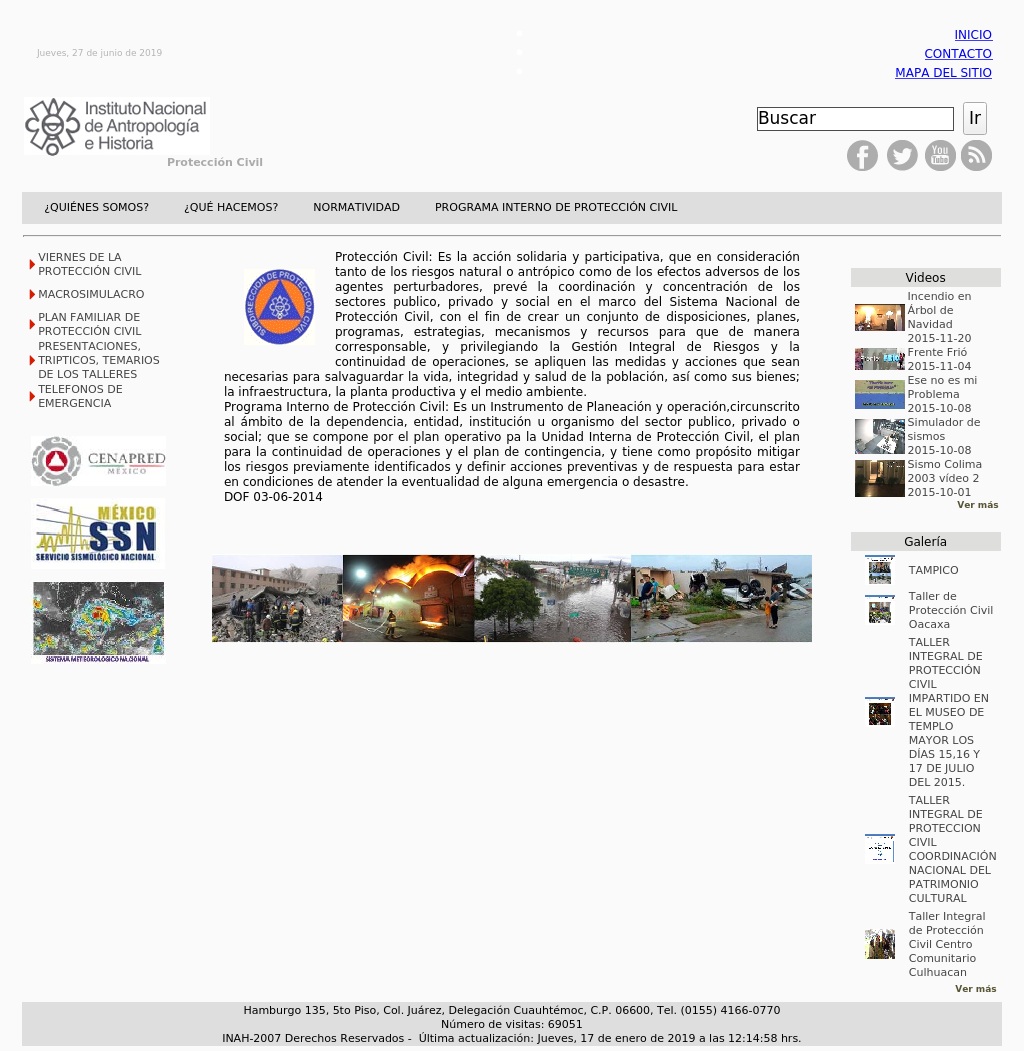 INICIO
Jueves, 27 de junio de 2019
CONTACTO
MAPA DEL SITIO
Instituto Nacional
de Antropología
e Historia
Protección Civil
Buscar
Ir
You
Tube
¿QUIÉNES SOMOS?
¿QUÉ HACEMOS?
NORMATIVIDAD
PROGRAMA INTERNO DE PROTECCIÓN CIVIL
VIERNES DE LA
PROTECCIÓN CIVIL
MACROSIMULACRO
PLAN FAMILIAR DE
PROTECCIÓN CIVIL
PRESENTACIONES,
TRIPTICOS, TEMARIOS
DE LOS TALLERES
TELEFONOS DE
EMERGENCIA
CENAPRED
MÉXICO
MÉXICO
SSN
SERVICIO SISMOLÓGICO NACIONAL
SISTEMA METEOROLOGICO NACIONAL
SUBDIRECCION DE PROTECCION CIVIL
Protección Civil: Es la acción solidaria y participativa, que en consideración
tanto de los riesgos natural o antrópico como de los efectos adversos de los
agentes perturbadores, prevé la coordinación y concentración de los
sectores publico, privado y social en el marco del Sistema Nacional de
Protección Civil, con el fin de crear un conjunto de disposiciones, planes,
programas, estrategias, mecanismos y recursos para que de manera
corresponsable, y privilegiando la Gestión Integral de Riesgos y la
continuidad de operaciones, se apliquen las medidas y acciones que sean
necesarias para salvaguardar la vida, integridad y salud de la población, así como sus bienes;
la infraestructura, la planta productiva y el medio ambiente.
Programa Interno de Protección Civil: Es un Instrumento de Planeación y operación,circunscrito
al ámbito de la dependencia, entidad, institución u organismo del sector publico, privado o
social; que se compone por el plan operativo pa la Unidad Interna de Protección Civil, el plan
para la continuidad de operaciones y el plan de contingencia, y tiene como propósito mitigar
los riesgos previamente identificados y definir acciones preventivas y de respuesta para estar
en condiciones de atender la eventualidad de alguna emergencia o desastre.
DOF 03-06-2014
Videos
Incendio en
Árbol de
Navidad
2015-11-20
Frente Frió
2015-11-04
Ese no es mi
Problema
2015-10-08
Simulador de
sismos
2015-10-08
Sismo Colima
2003 vídeo 2
2015-10-01
Ver más
Galería
TAMPICO
Taller de
Protección Civil
Oacaxa
TALLER
INTEGRAL DE
PROTECCIÓN
CIVIL
IMPARTIDO EN
EL MUSEO DE
TEMPLO
MAYOR LOS
DÍAS 15,16 Y
17 DE JULIO
DEL 2015.
TALLER
INTEGRAL DE
PROTECCION
CIVIL
COORDINACIÓN
NACIONAL DEL
PATRIMONIO
CULTURAL
Taller Integral
de Protección
Civil Centro
Comunitario
Culhuacan
Ver más
Hamburgo 135, 5to Piso, Col. Juárez, Delegación Cuauhtémoc, C.P. 06600, Tel. (0155) 4166-0770
Número de visitas: 69051
INAH-2007 Derechos Reservados - Última actualización: Jueves, 17 de enero de 2019 a las 12:14:58 hrs.